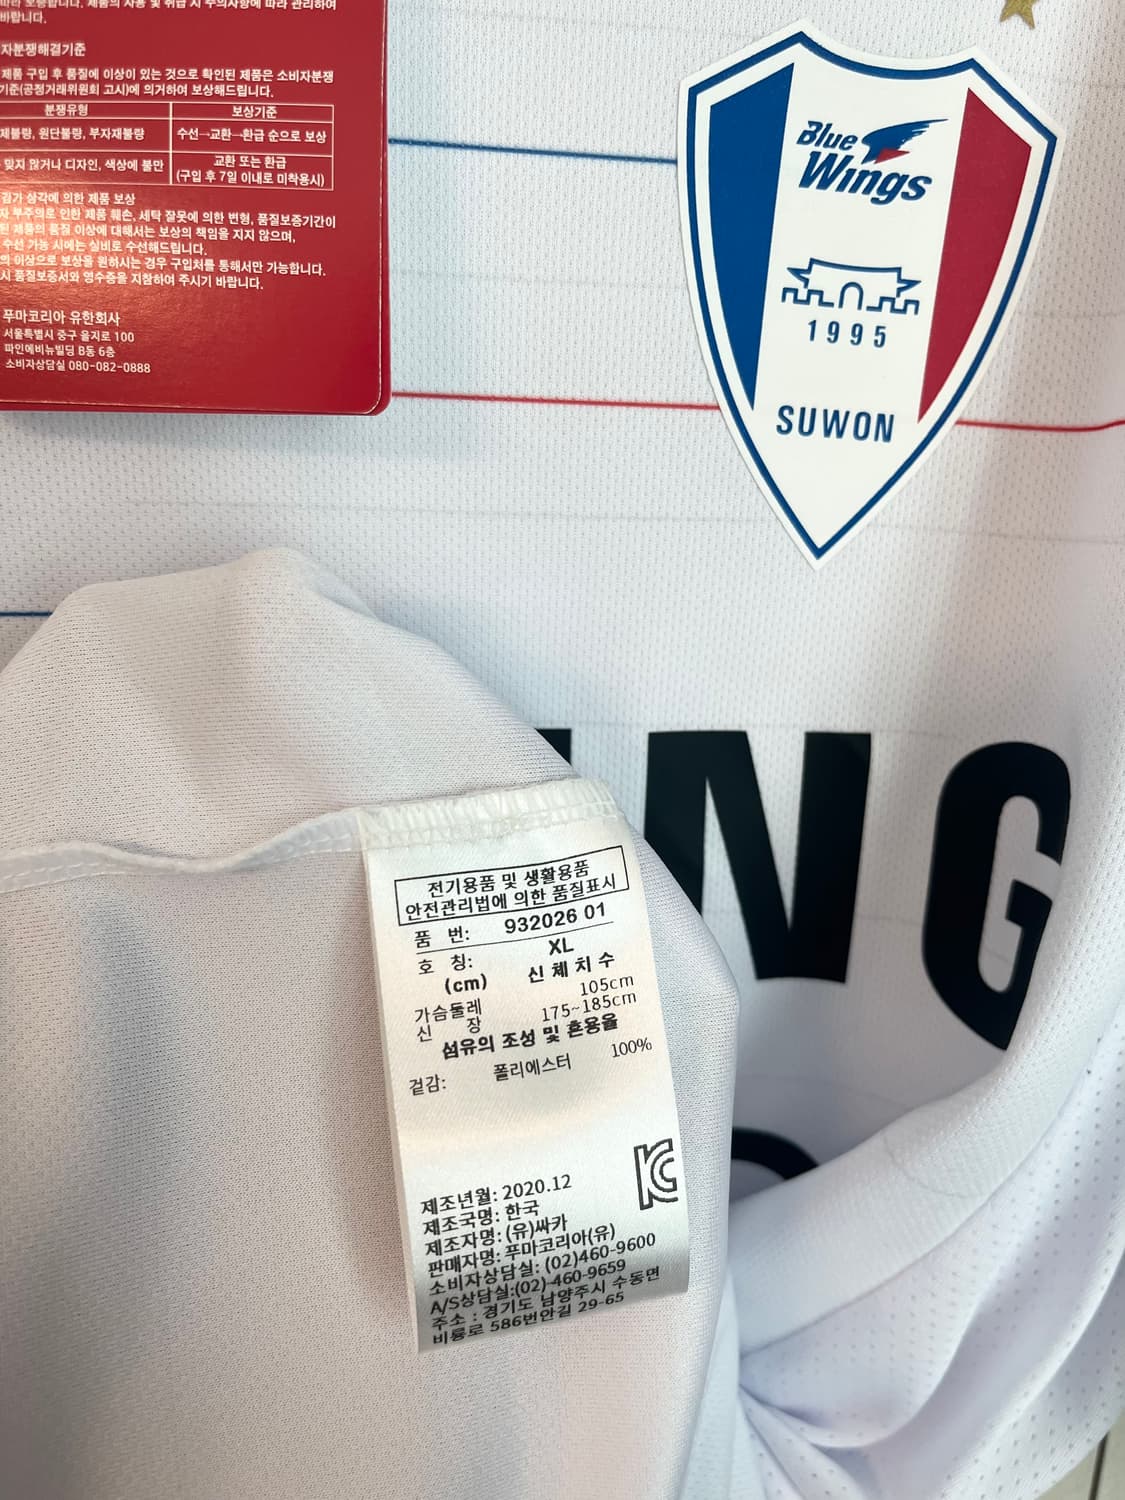 바랍니다.
자분쟁해결기준
제품 구입 후 품질에 이상이 있는 것으로 확인된 제품은 소비자분쟁
기준(공정거래위원회 고시)에 의거하여 보상해드립니다.
분쟁유형 보상기준
제불량, 원단불량, 부자재불량 수선→교환→환급 순으로 보상
맞지 않거나 디자인, 색상에 불만 교환 또는 환급
(구입 후 7일 이내로 미착용시)
감가 상각에 의한 제품 보상
자 부주의로 인한 제품 훼손, 세탁 잘못에 의한 변형, 품질보증기간이
된 제품의 품질 이상에 대해서는 보상의 책임을 지지 않으며,
수선 가능 시에는 실비로 수선해드립니다.
의 이상으로 보상을 원하시는 경우 구입처를 통해서만 가능합니다.
시 품질보증서와 영수증을 지참하여 주시기 바랍니다.
푸마코리아 유한회사
서울특별시 중구 을지로 100
파인에비뉴빌딩 B동 6층
소비자상담실 080-082-0888
Blue
Wings
1995
SUWON
NG
전기용품 및 생활용품
안전관리법에 의한 품질표시
품 번: 932026 01
호 칭: XL
(cm) 신체치수
가슴둘레 105cm
신 장 175~185cm
섬유의 조성 및 혼용율
겉감: 폴리에스터 100%
KC
제조년월: 2020.12
제조국명: 한국
제조자명: (유)싸카
판매자명: 푸마코리아(유)
소비자상담실: (02)460-9600
A/S상담실:(02)-460-9659
주소 : 경기도 남양주시 수동면
비룡로 586번안길 29-65